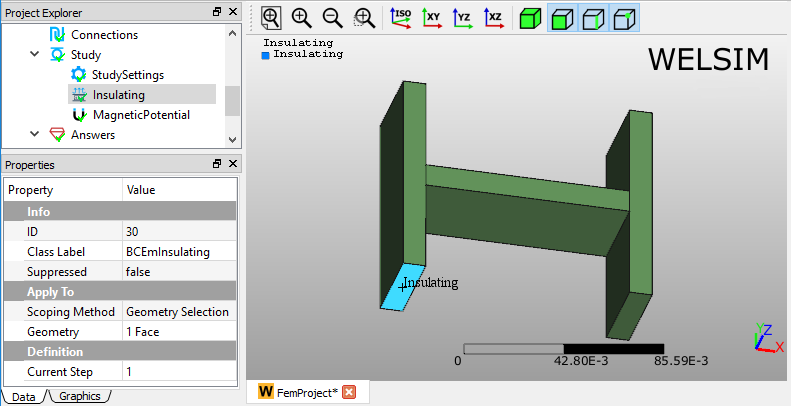 Project Explorer
Connections
Study
StudySettings
Insulating
MagneticPotential
Answers
Properties
Property Value
Info
ID 30
Class Label BCEmInsulating
Suppressed false
Apply To
Scoping Method Geometry Selection
Geometry 1 Face
Definition
Current Step 1
Data Graphics
ISO XY YZ XZ
Insulating
Insulating
WELSIM
Insulating
0 42.80E-3 85.59E-3
Y Z X
W FemProject*